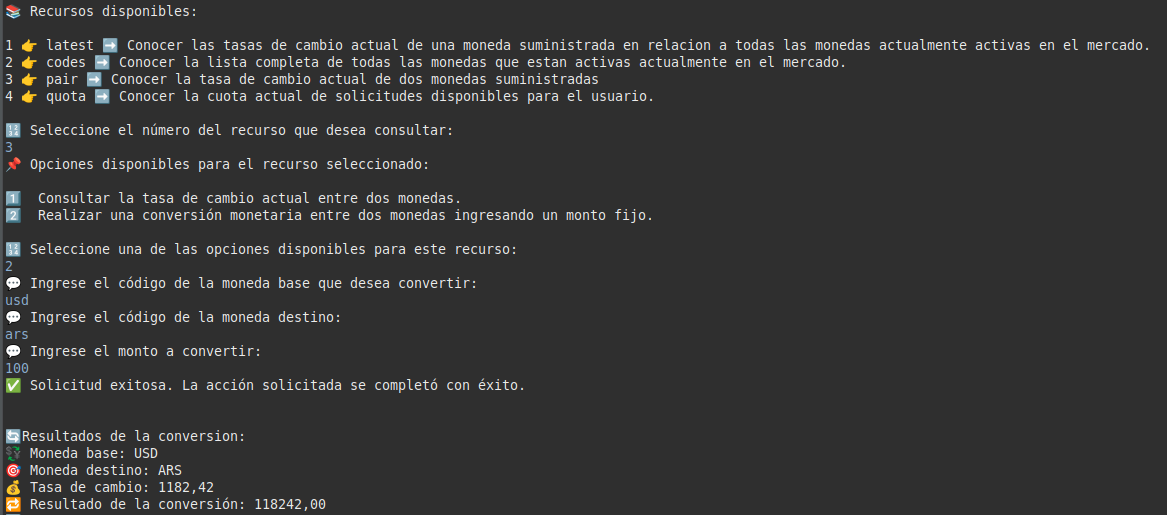 📚 Recursos disponibles:
1 👉 latest ➡️ Conocer las tasas de cambio actual de una moneda suministrada en relacion a todas las monedas actualmente activas en el mercado.
2 👉 codes ➡️ Conocer la lista completa de todas las monedas que estan activas actualmente en el mercado.
3 👉 pair ➡️ Conocer la tasa de cambio actual de dos monedas suministradas
4 👉 quota ➡️ Conocer la cuota actual de solicitudes disponibles para el usuario.
🔢 Seleccione el número del recurso que desea consultar:
3
📌 Opciones disponibles para el recurso seleccionado:
1️⃣ Consultar la tasa de cambio actual entre dos monedas.
2️⃣ Realizar una conversión monetaria entre dos monedas ingresando un monto fijo.
🔢 Seleccione una de las opciones disponibles para este recurso:
2
💬 Ingrese el código de la moneda base que desea convertir:
usd
💬 Ingrese el código de la moneda destino:
ars
💬 Ingrese el monto a convertir:
100
✅ Solicitud exitosa. La acción solicitada se completó con éxito.
🔄Resultados de la conversion:
💱 Moneda base: USD
🎯 Moneda destino: ARS
💰 Tasa de cambio: 1182,42
🔁 Resultado de la conversión: 118242,00